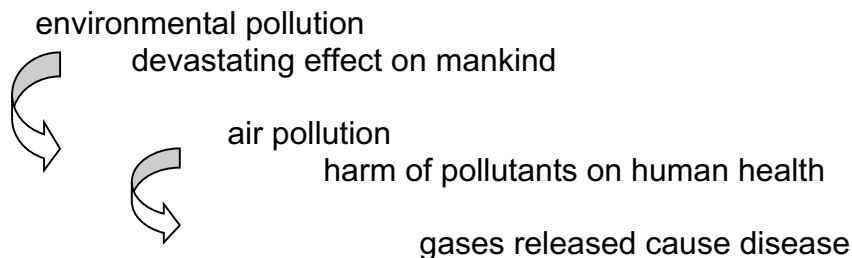 environmental pollution
devastating effect on mankind
air pollution
harm of pollutants on human health
gases released cause disease